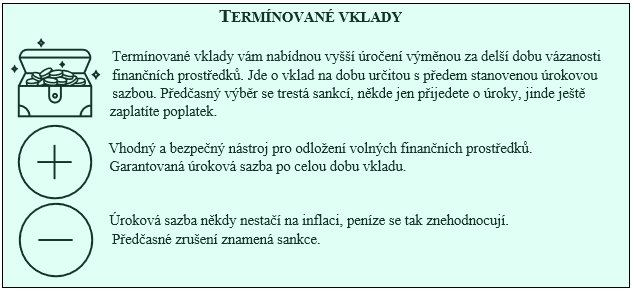 TERMÍNOVANÉ VKLADY
Termínované vklady vám nabídnou vyšší úročení výměnou za delší dobu vázanosti
finančních prostředků. Jde o vklad na dobu určitou s předem stanovenou úrokovou
sazbou. Předčasný výběr se trestá sankcí, někde jen přijedete o úroky, jinde ještě
zaplatíte poplatek.
Vhodný a bezpečný nástroj pro odložení volných finančních prostředků.
Garantovaná úroková sazba po celou dobu vkladu.
Úroková sazba někdy nestačí na inflaci, peníze se tak znehodnocují.
Předčasné zrušení znamená sankce.